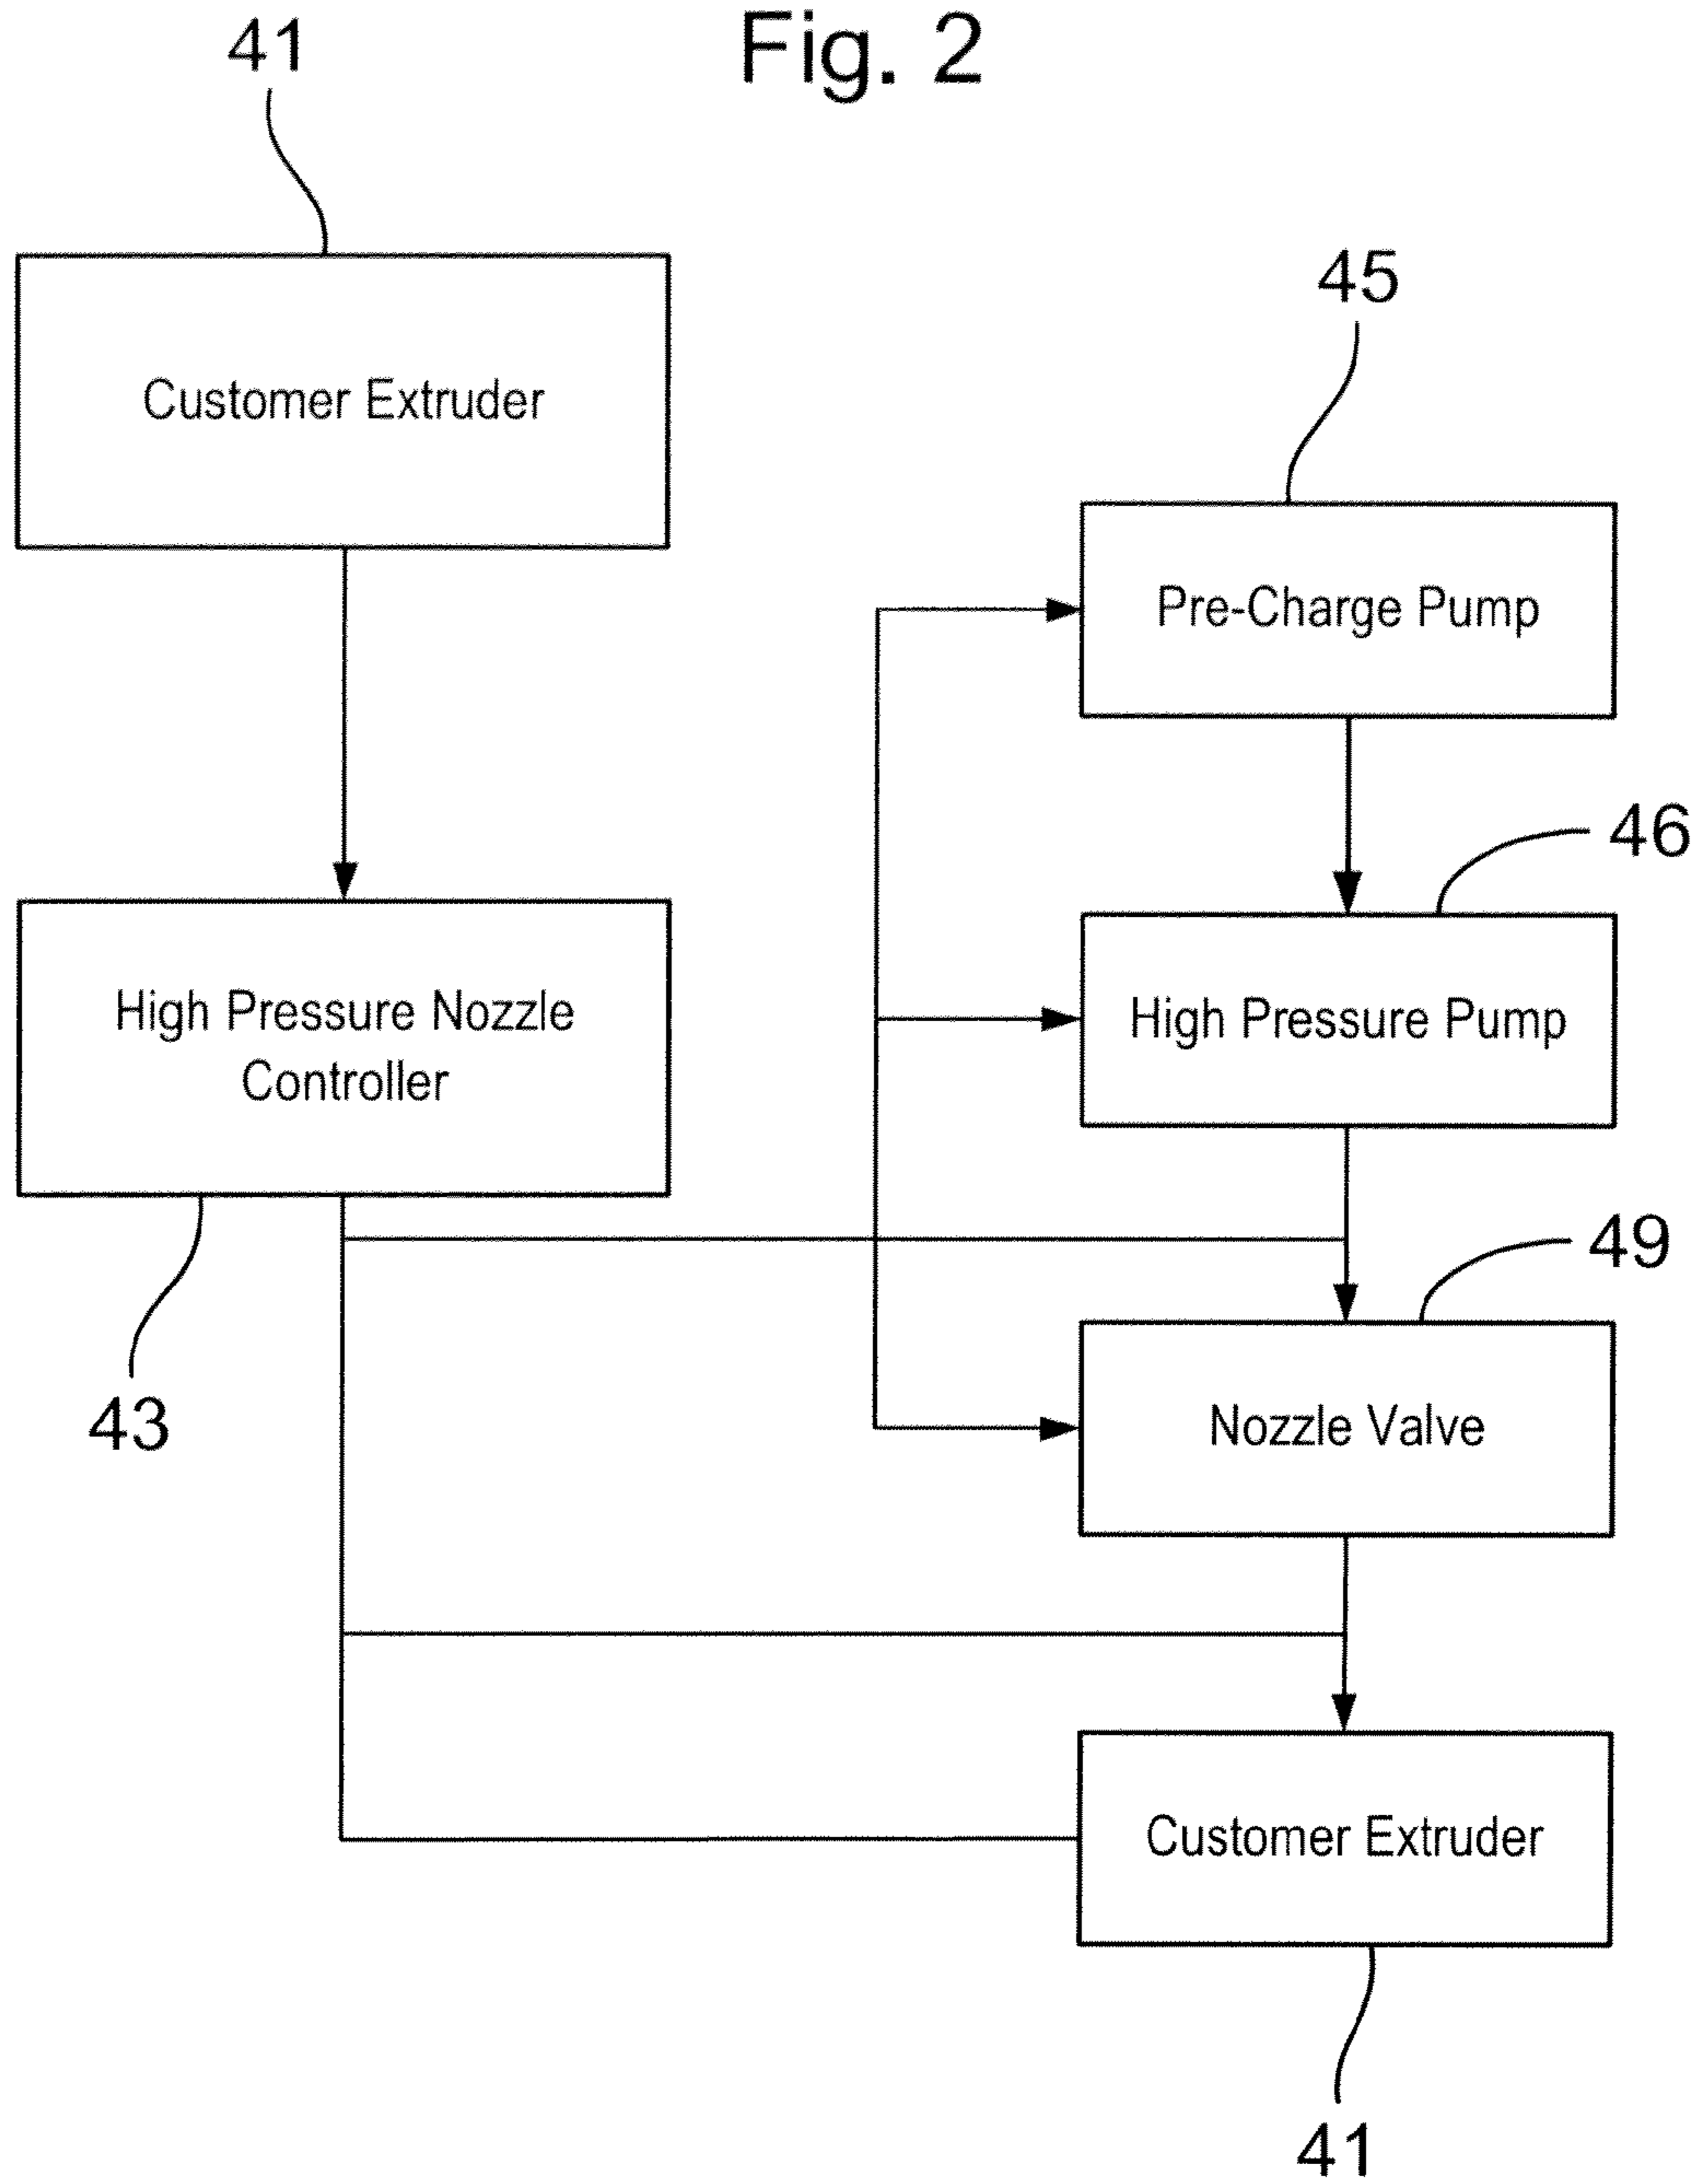 Fig. 2
41
Customer Extruder
45
Pre-Charge Pump
46
High Pressure Nozzle
Controller
High Pressure Pump
43
49
Nozzle Valve
Customer Extruder
41